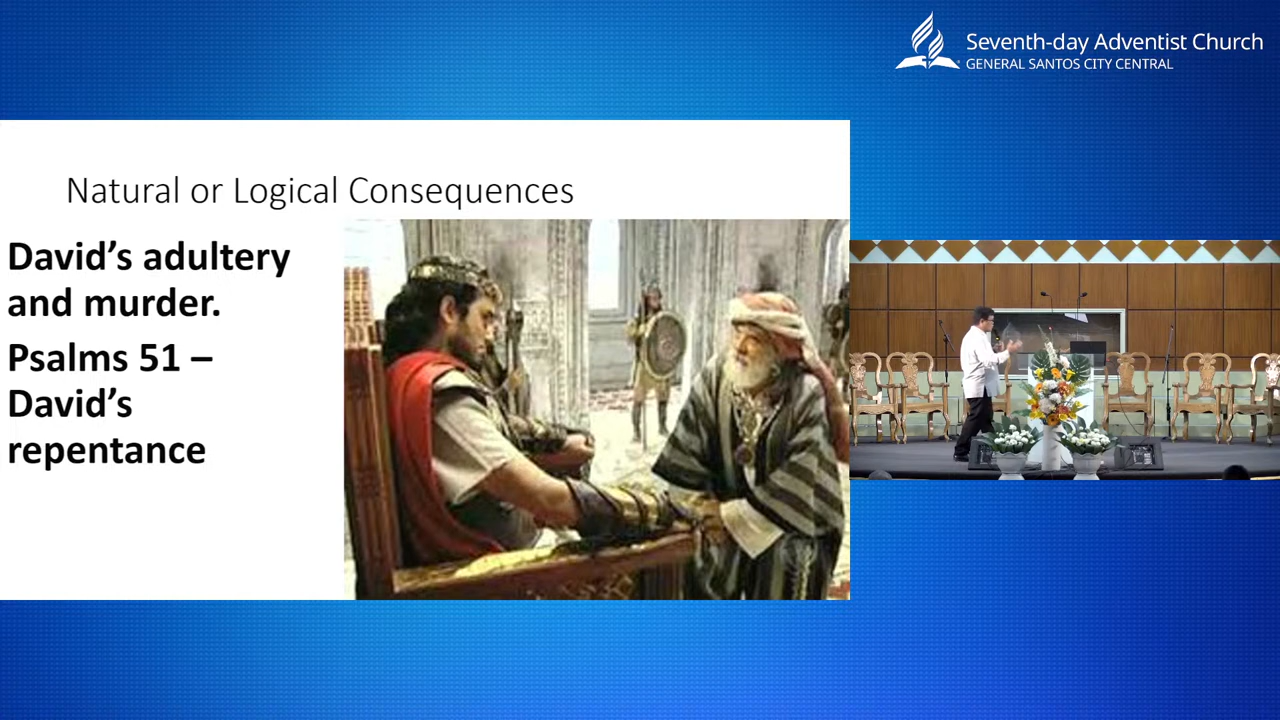 Seventh-day Adventist Church
GENERAL SANTOS CITY CENTRAL
Natural or Logical Consequences
David’s adultery
and murder.
Psalms 51 –
David’s
repentance